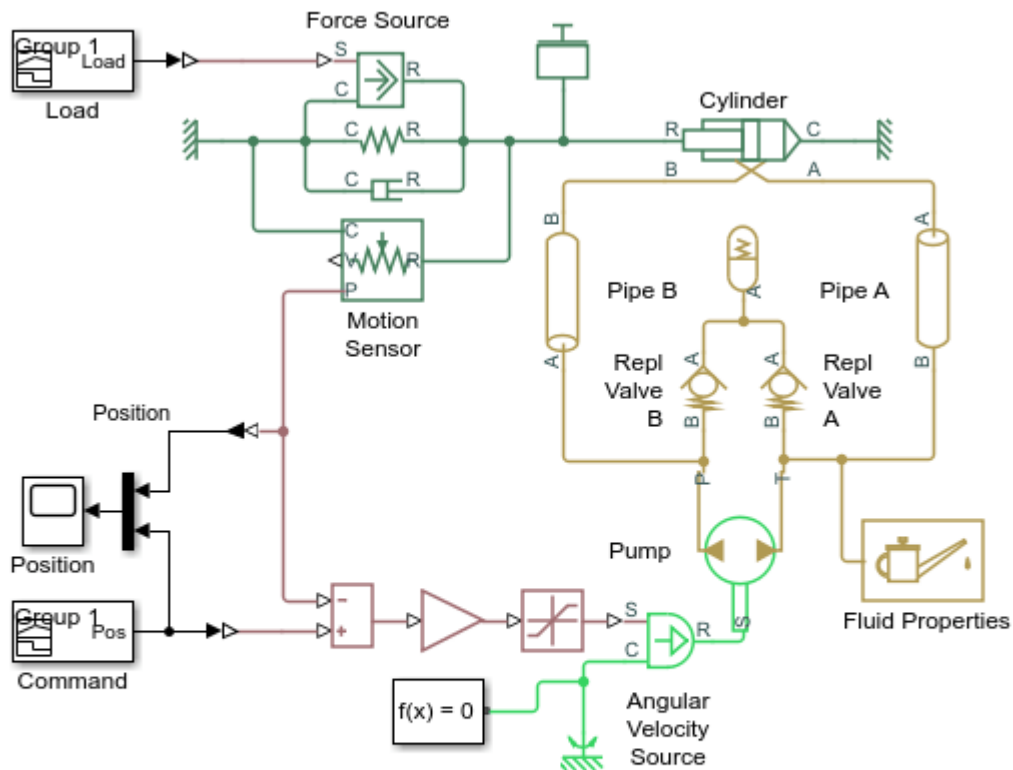 Force Source
Group 1
Load
Load
S
R
C
Cylinder
C
R
R
C
B
A
C
R
C
V
R
P
Motion
Sensor
B
A
A
Pipe B
Pipe A
A
B
Repl
Valve
B
A
A
Repl
Valve
A
B
B
Position
P
T
Position
Pump
Fluid Properties
Group 1
Pos
Command
-
+
S
C
R
S
f(x) = 0
Angular
Velocity
Source